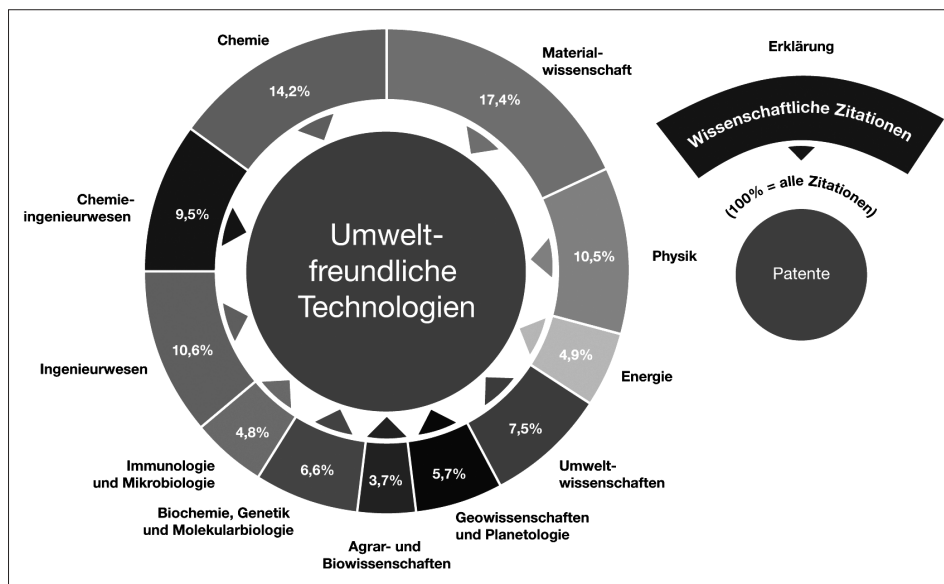 Chemie
14,2%
Material-
wissenschaft
17,4%
Physik
10,5%
Energie
4,9%
Umwelt-
wissenschaften
7,5%
Geowissenschaften
und Planetologie
5,7%
Agrar- und
Biowissenschaften
3,7%
Biochemie, Genetik
und Molekularbiologie
6,6%
Immunologie
und Mikrobiologie
4,8%
Ingenieurwesen
10,6%
Chemie-
ingenieurwesen
9,5%
Umwelt-
freundliche
Technologien
Erklärung
Wissenschaftliche Zitationen
(100% = alle Zitationen)
Patente